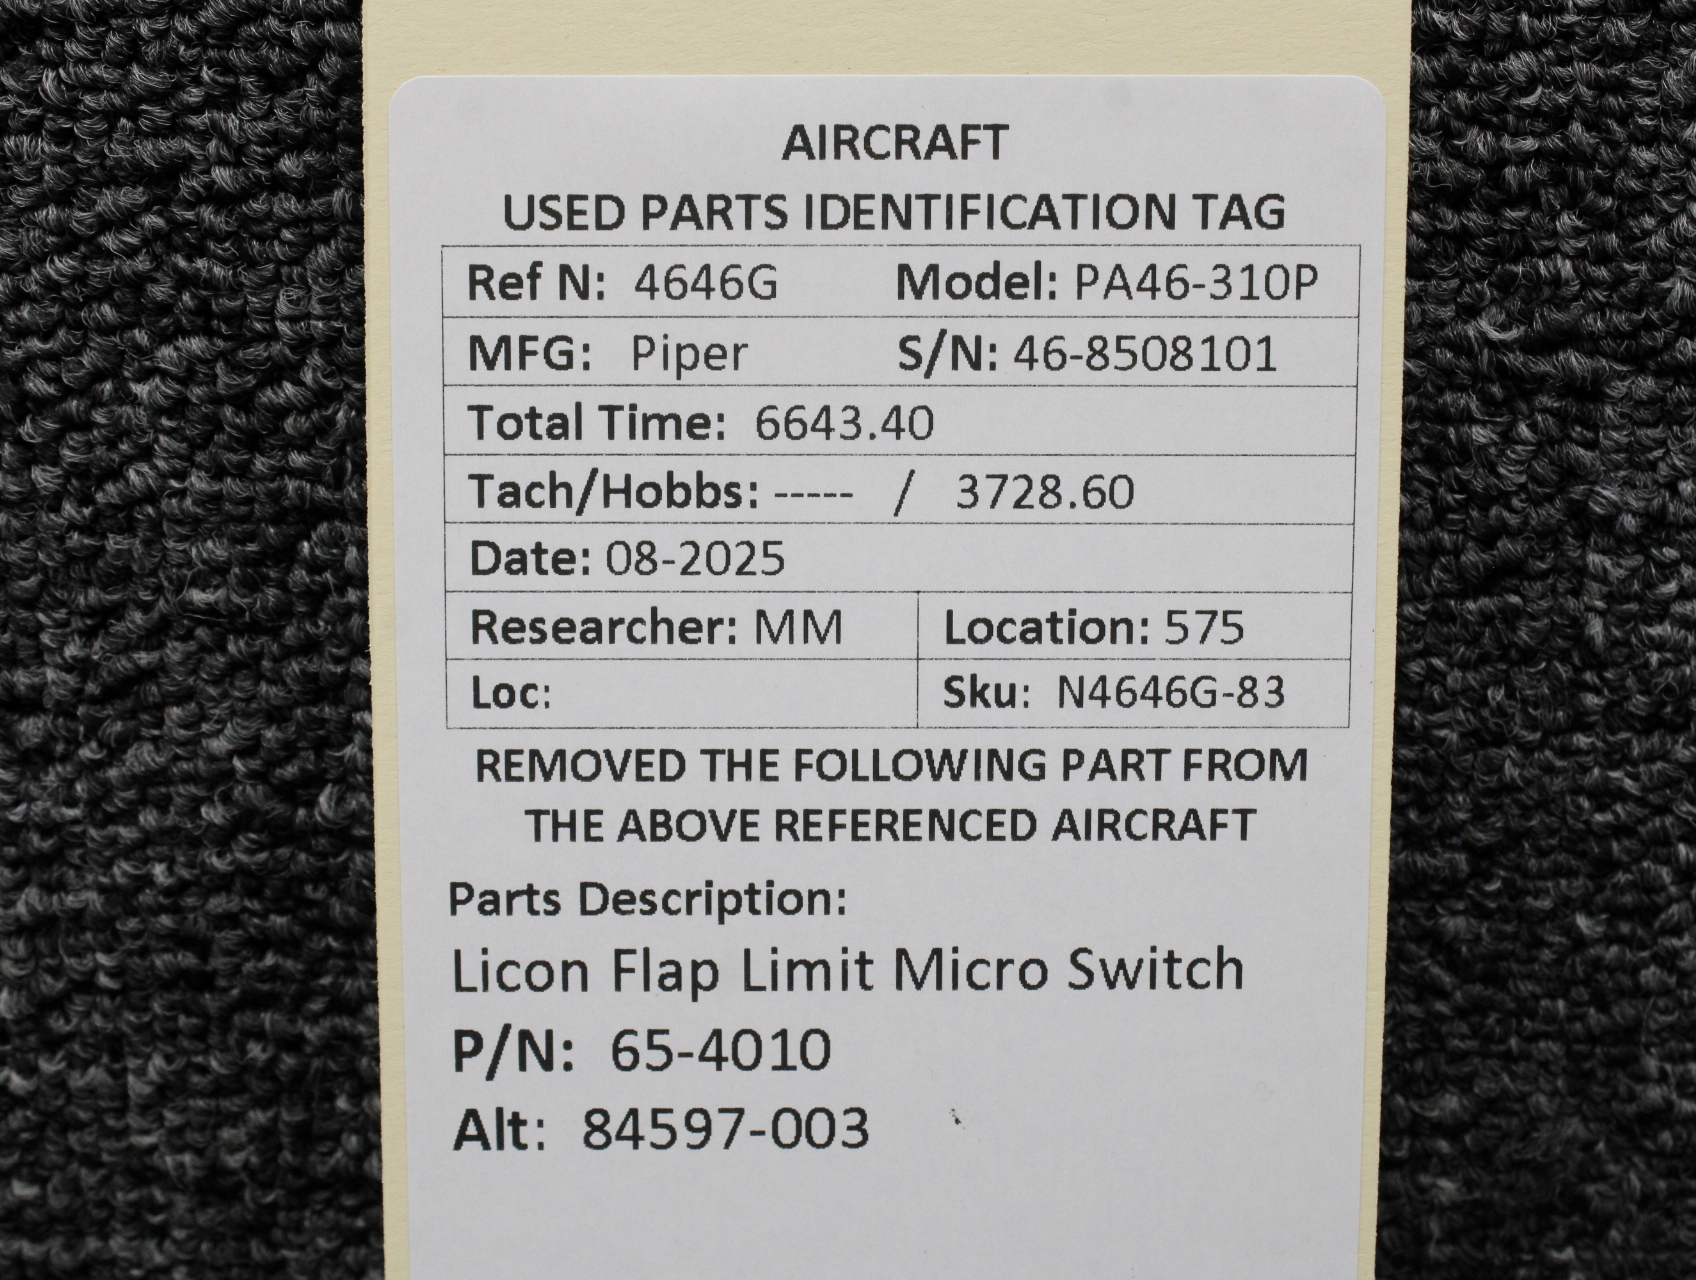 AIRCRAFT
USED PARTS IDENTIFICATION TAG
Ref N: 4646G Model: PA46-310P
MFG: Piper S/N: 46-8508101
Total Time: 6643.40
Tach/Hobbs: ----- / 3728.60
Date: 08-2025
Researcher: MM Location: 575
Loc: Sku: N4646G-83
REMOVED THE FOLLOWING PART FROM
THE ABOVE REFERENCED AIRCRAFT
Parts Description:
Licon Flap Limit Micro Switch
P/N: 65-4010
Alt: 84597-003